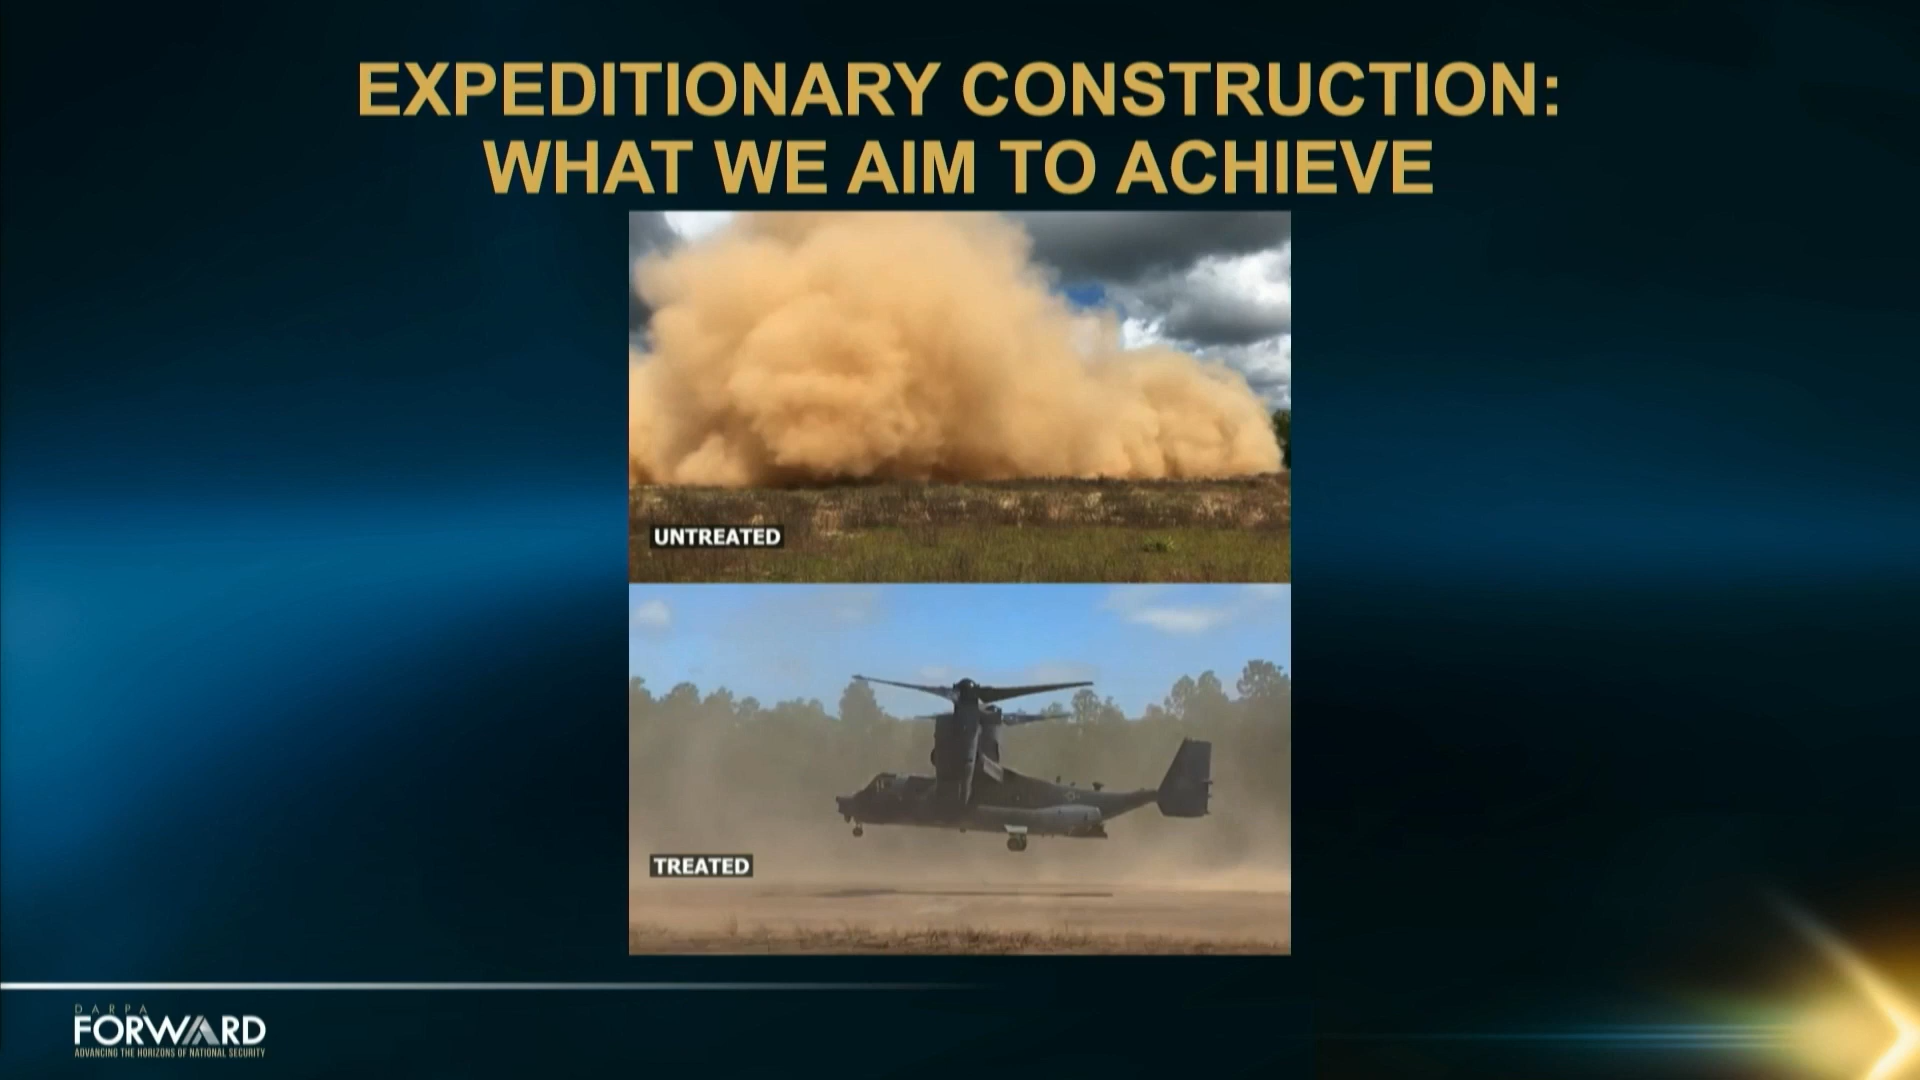 EXPEDITIONARY CONSTRUCTION:
WHAT WE AIM TO ACHIEVE
UNTREATED
TREATED
DARPA
FORWARD
ADVANCING THE HORIZONS OF NATIONAL SECURITY